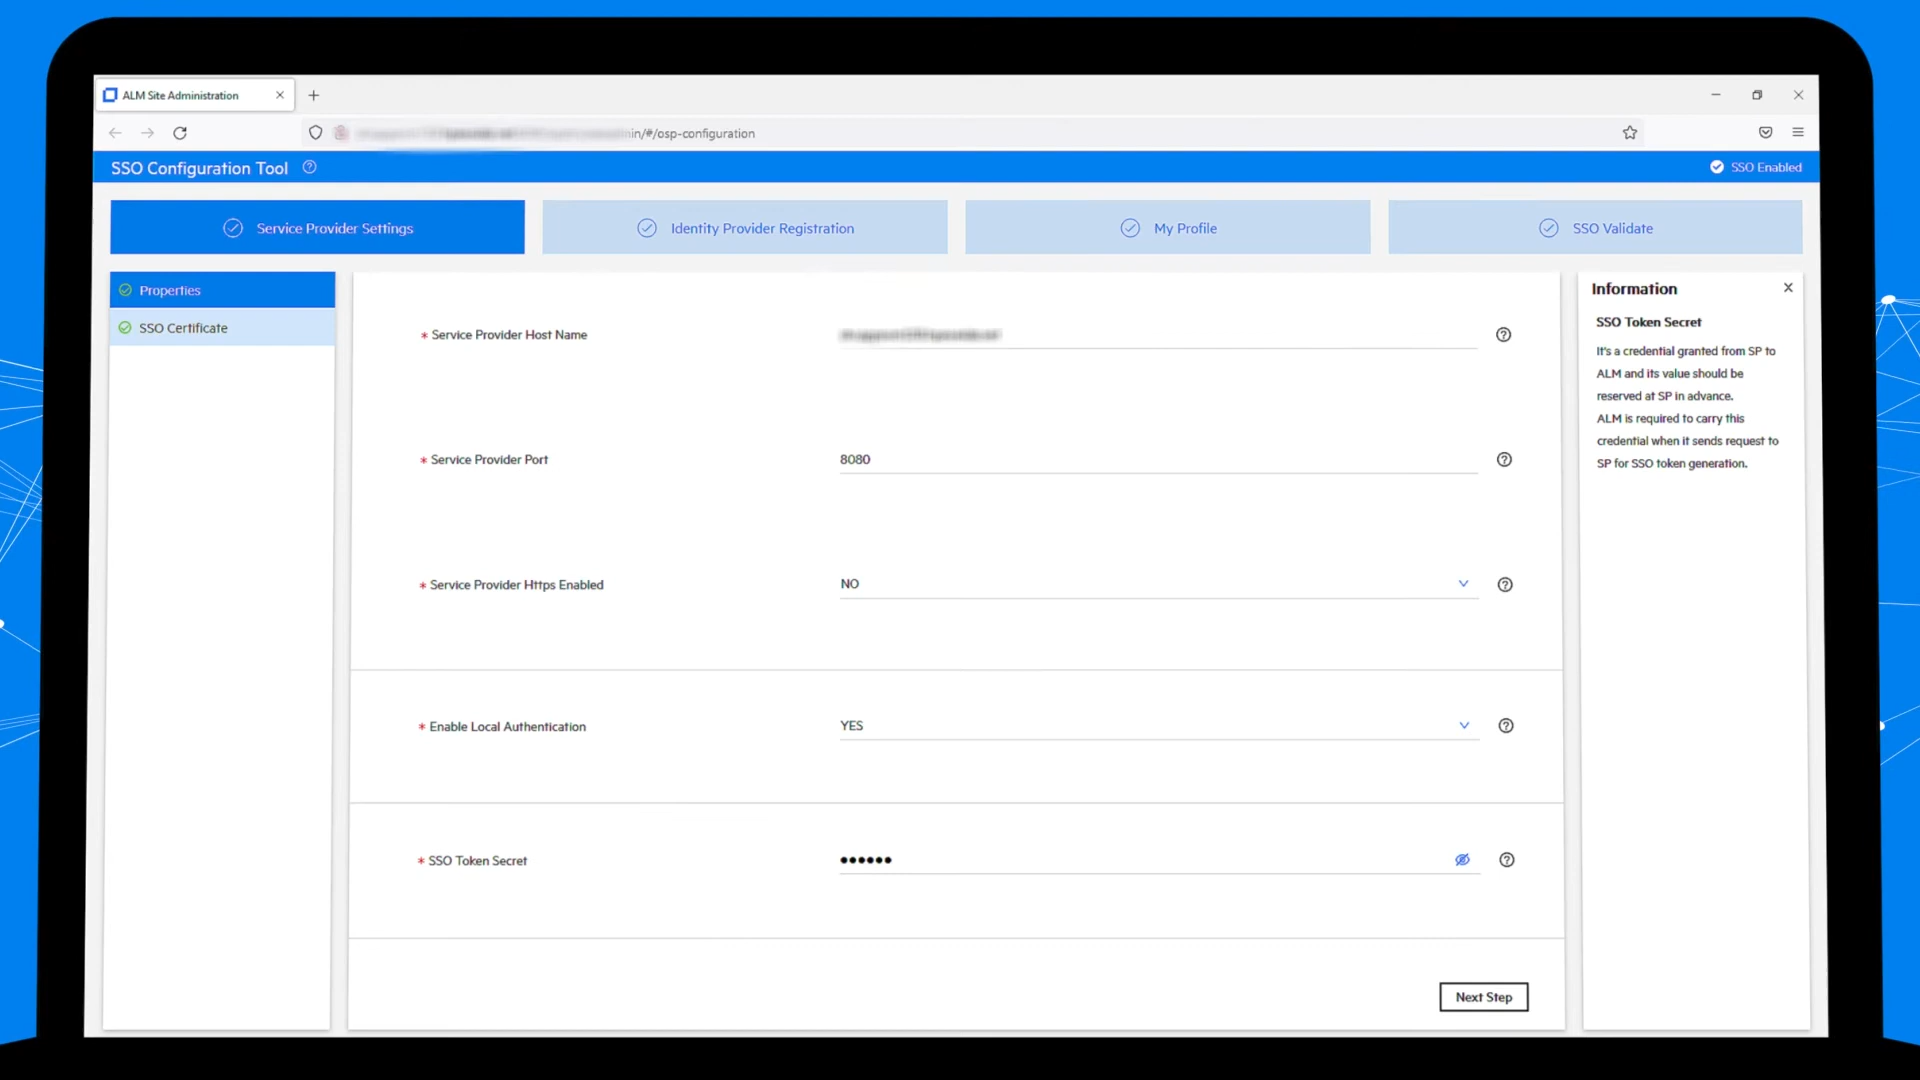 ALM Site Administration
in/#/osp-configuration
SSO Configuration Tool
SSO Enabled
Service Provider Settings
Identity Provider Registration
My Profile
SSO Validate
Properties
SSO Certificate
* Service Provider Host Name
* Service Provider Port
8080
* Service Provider Https Enabled
NO
* Enable Local Authentication
YES
* SSO Token Secret
••••••
Next Step
Information
SSO Token Secret
It's a credential granted from SP to
ALM and its value should be
reserved at SP in advance.
ALM is required to carry this
credential when it sends request to
SP for SSO token generation.